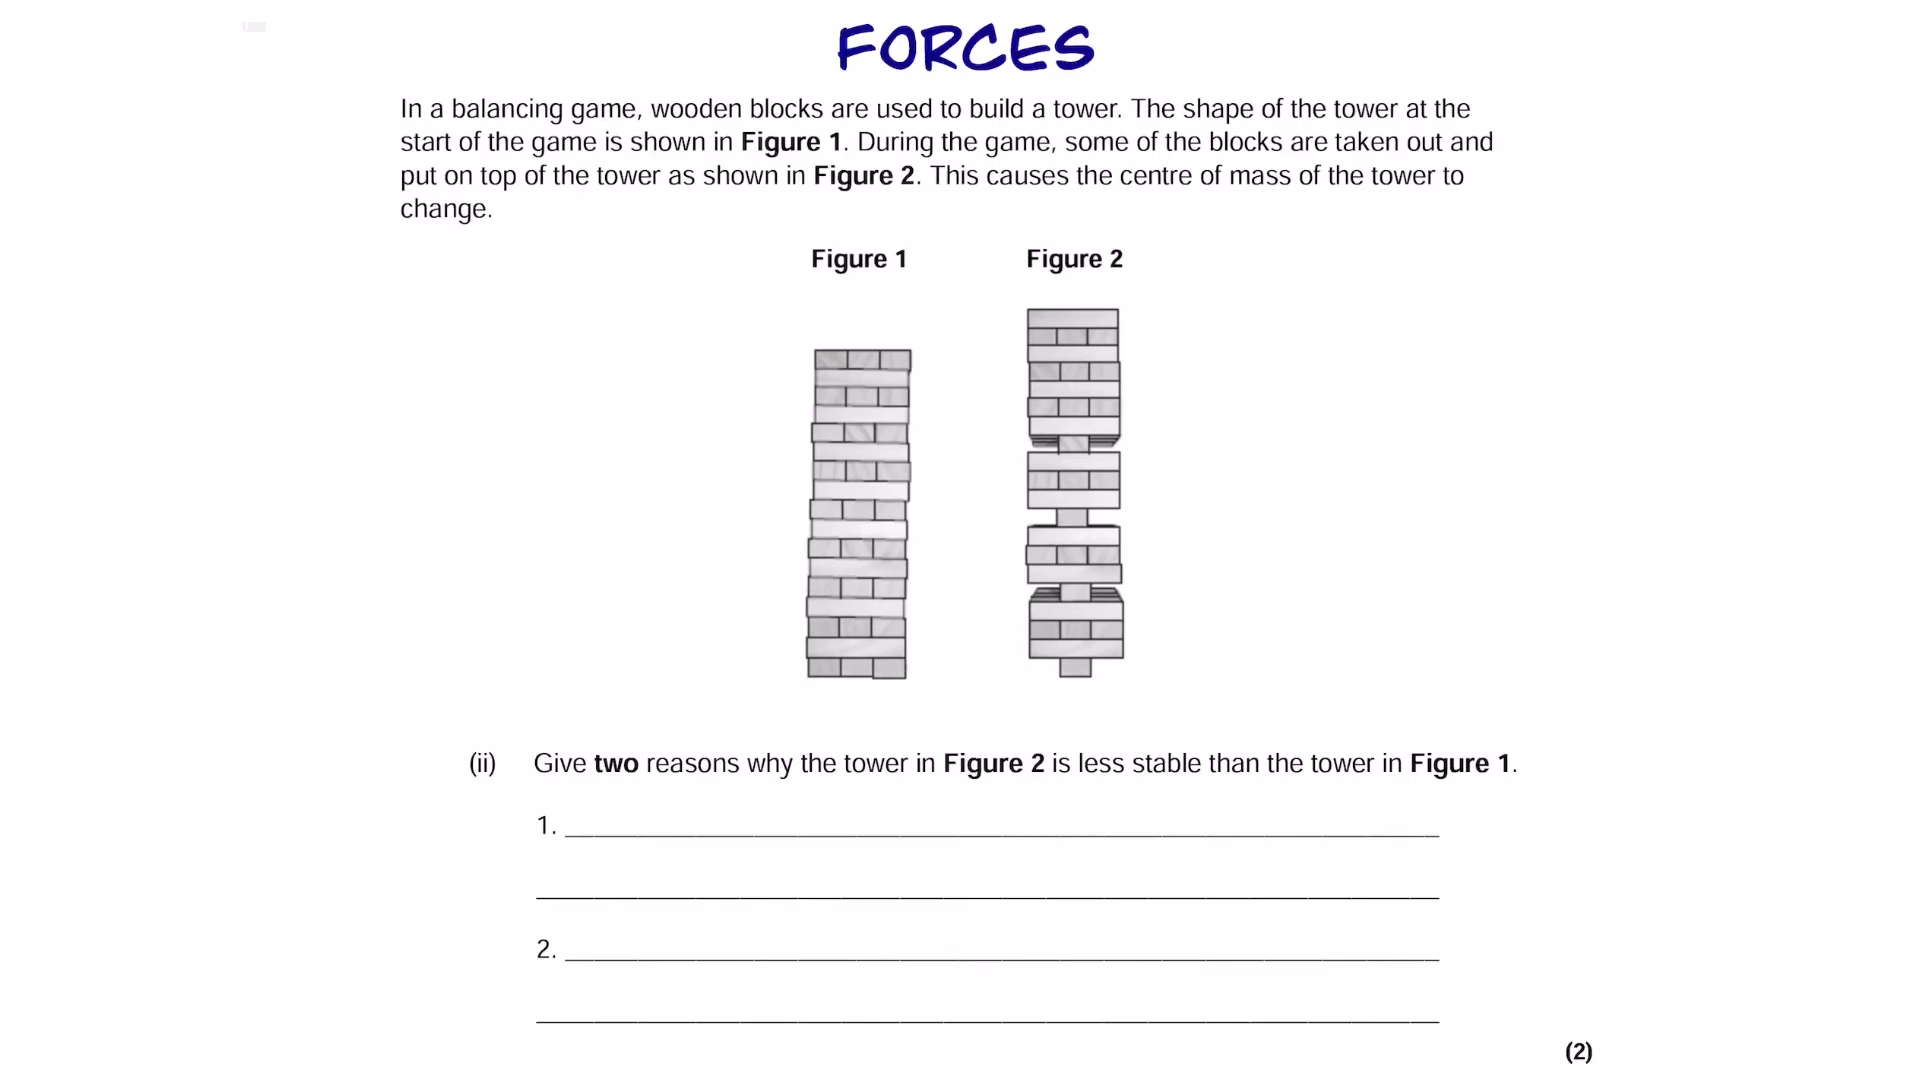 FORCES
In a balancing game, wooden blocks are used to build a tower. The shape of the tower at the
start of the game is shown in Figure 1. During the game, some of the blocks are taken out and
put on top of the tower as shown in Figure 2. This causes the centre of mass of the tower to
change.
Figure 1 Figure 2
(ii) Give two reasons why the tower in Figure 2 is less stable than the tower in Figure 1.
1.
2.
(2)